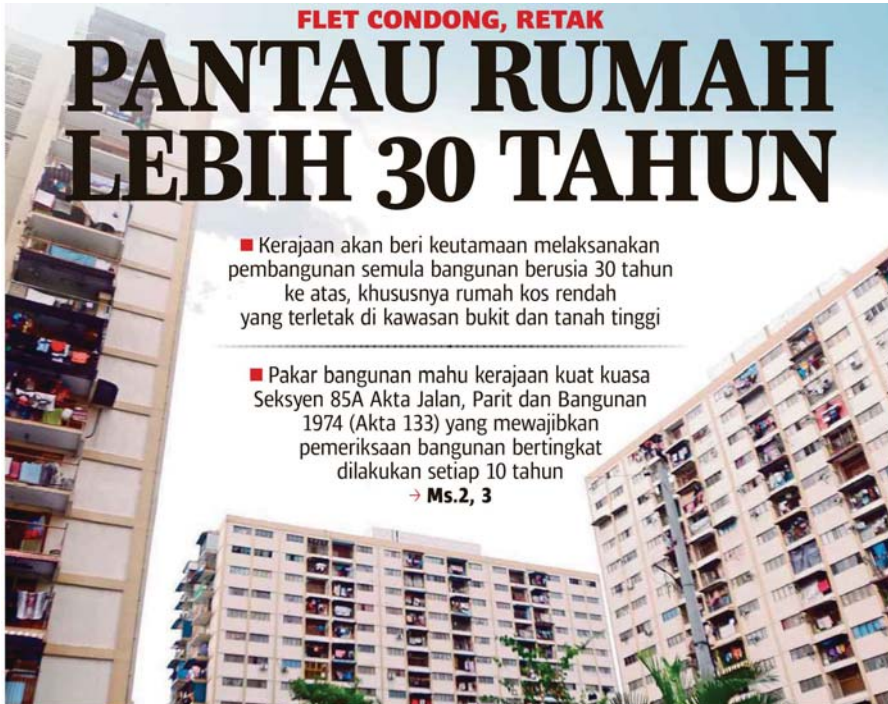 FLET CONDONG, RETAK
PANTAU RUMAH
LEBIH 30 TAHUN
■ Kerajaan akan beri keutamaan melaksanakan
pembangunan semula bangunan berusia 30 tahun
ke atas, khususnya rumah kos rendah
yang terletak di kawasan bukit dan tanah tinggi
■ Pakar bangunan mahu kerajaan kuat kuasa
Seksyen 85A Akta Jalan, Parit dan Bangunan
1974 (Akta 133) yang mewajibkan
pemeriksaan bangunan bertingkat
dilakukan setiap 10 tahun
→ Ms.2, 3